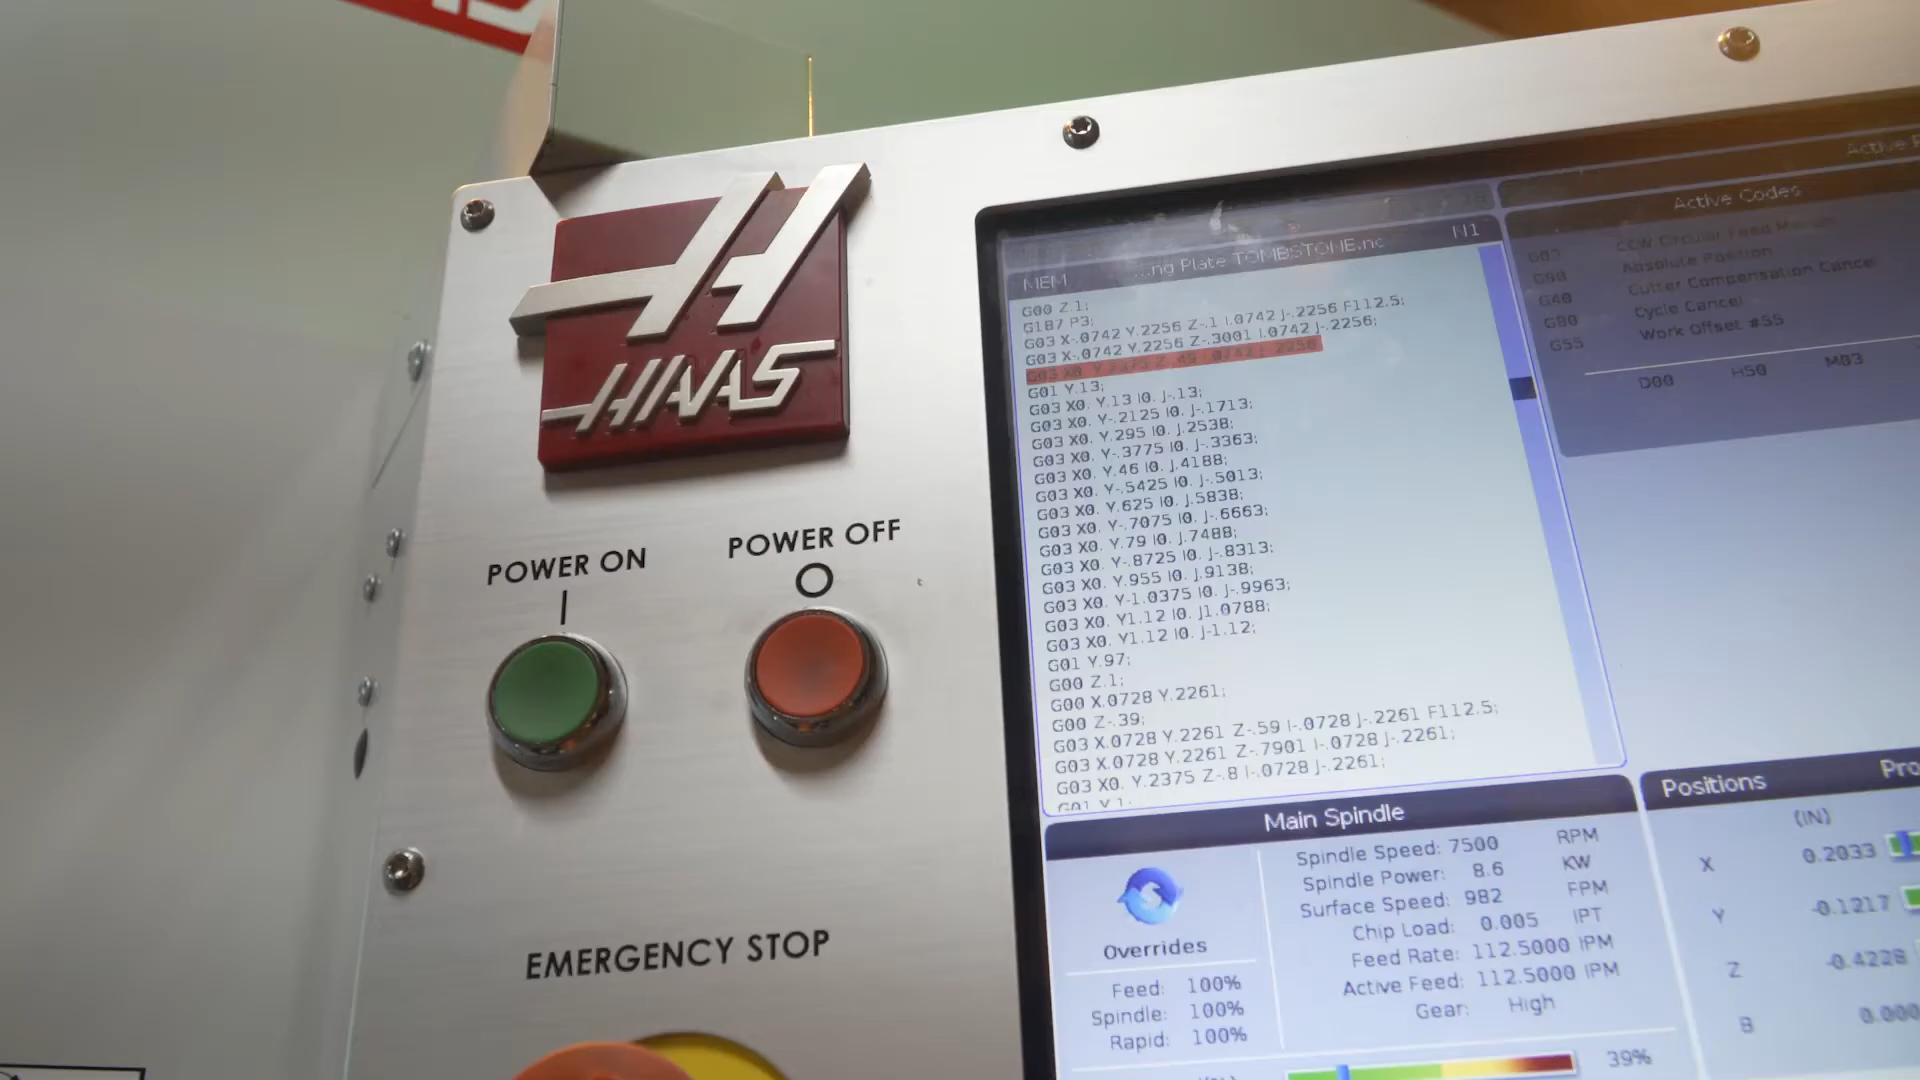 HAAS
POWER ON
POWER OFF
EMERGENCY STOP
MEM ...ng Plate TOMBSTONE.nc N1
G00 Z.1;
G187 P3;
G03 X-.0742 Y.2256 Z-.1 I.0742 J-.2256 F112.5;
G03 X-.0742 Y.2256 Z-.3001 I.0742 J-.2256;
G03 X0. Y.2375 Z-.49 I.0742 J-.2256
G01 Y.13;
G03 X0. Y.13 I0. J-.13;
G03 X0. Y-.2125 I0. J-.1713;
G03 X0. Y.295 I0. J.2538;
G03 X0. Y-.3775 I0. J-.3363;
G03 X0. Y.46 I0. J.4188;
G03 X0. Y-.5425 I0. J-.5013;
G03 X0. Y.625 I0. J.5838;
G03 X0. Y-.7075 I0. J-.6663;
G03 X0. Y.79 I0. J.7488;
G03 X0. Y-.8725 I0. J-.8313;
G03 X0. Y.955 I0. J.9138;
G03 X0. Y-1.0375 I0. J-.9963;
G03 X0. Y1.12 I0. J1.0788;
G03 X0. Y1.12 I0. J-1.12;
G01 Y.97;
G00 Z.1;
G00 X.0728 Y.2261;
G00 Z-.39;
G03 X.0728 Y.2261 Z-.59 I-.0728 J-.2261 F112.5;
G03 X.0728 Y.2261 Z-.7901 I-.0728 J-.2261;
G03 X0. Y.2375 Z-.8 I-.0728 J-.2261;
G01 Y.1;
Active Codes
G03 CCW Circular Feed
G90 Absolute Position
G40 Cutter Compensation Cancel
G80 Cycle Cancel
G55 Work Offset #55
D00 H50 M03
Main Spindle
Overrides
Feed: 100%
Spindle: 100%
Rapid: 100%
Spindle Speed: 7500 RPM
Spindle Power: 8.6 KW
Surface Speed: 982 FPM
Chip Load: 0.005 IPT
Feed Rate: 112.5000 IPM
Active Feed: 112.5000 IPM
Gear: High
39%
Positions
(IN)
X 0.2033
Y -0.1217
Z -0.4228
B 0.000